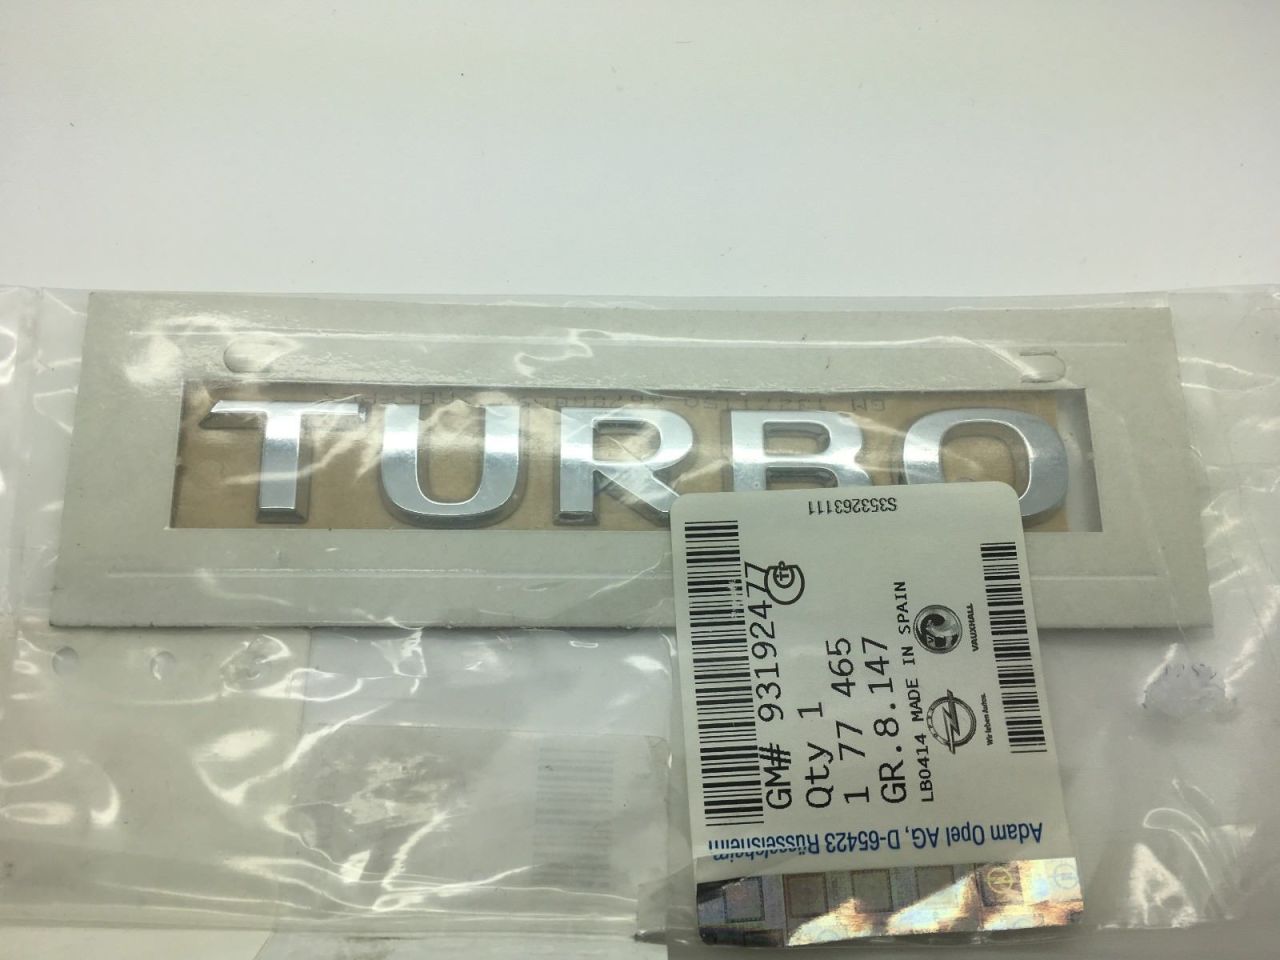 TURBO
S353263111
GM# 93192477
Qty 1
1 77 465
GR.8.147
LB0414 MADE IN SPAIN
VAUXHALL
Wir leben Autos.
Adam Opel AG, D-65423 Rüsselsheim